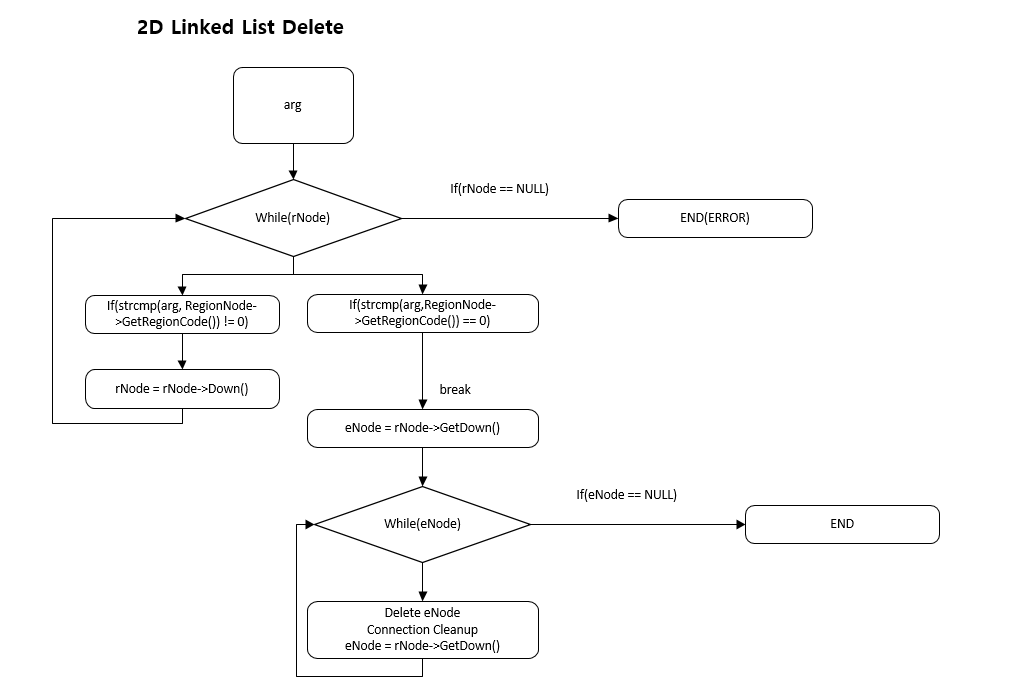 2D Linked List Delete
arg
If(rNode == NULL)
While(rNode)
END(ERROR)
If(strcmp(arg, RegionNode-
>GetRegionCode()) != 0)
If(strcmp(arg,RegionNode-
>GetRegionCode()) == 0)
rNode = rNode->Down()
break
eNode = rNode->GetDown()
If(eNode == NULL)
While(eNode)
END
Delete eNode
Connection Cleanup
eNode = rNode->GetDown()